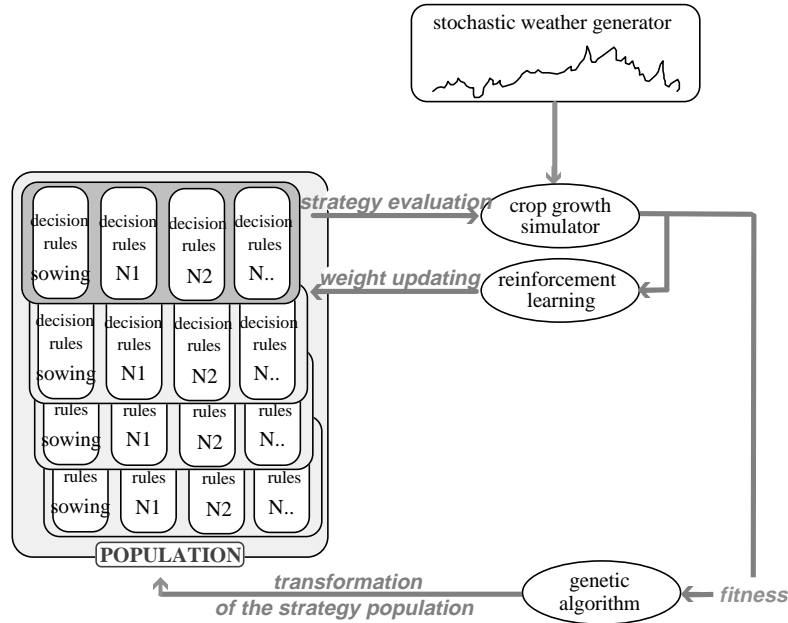 stochastic weather generator
decision rules sowing
decision rules N1
decision rules N2
decision rules N..
strategy evaluation
crop growth
simulator
weight updating
reinforcement
learning
decision rules sowing
decision rules N1
decision rules N2
decision rules N..
rules sowing
rules N1
rules N2
rules N..
rules sowing
rules N1
rules N2
rules N..
POPULATION
transformation
of the strategy population
genetic
algorithm
fitness